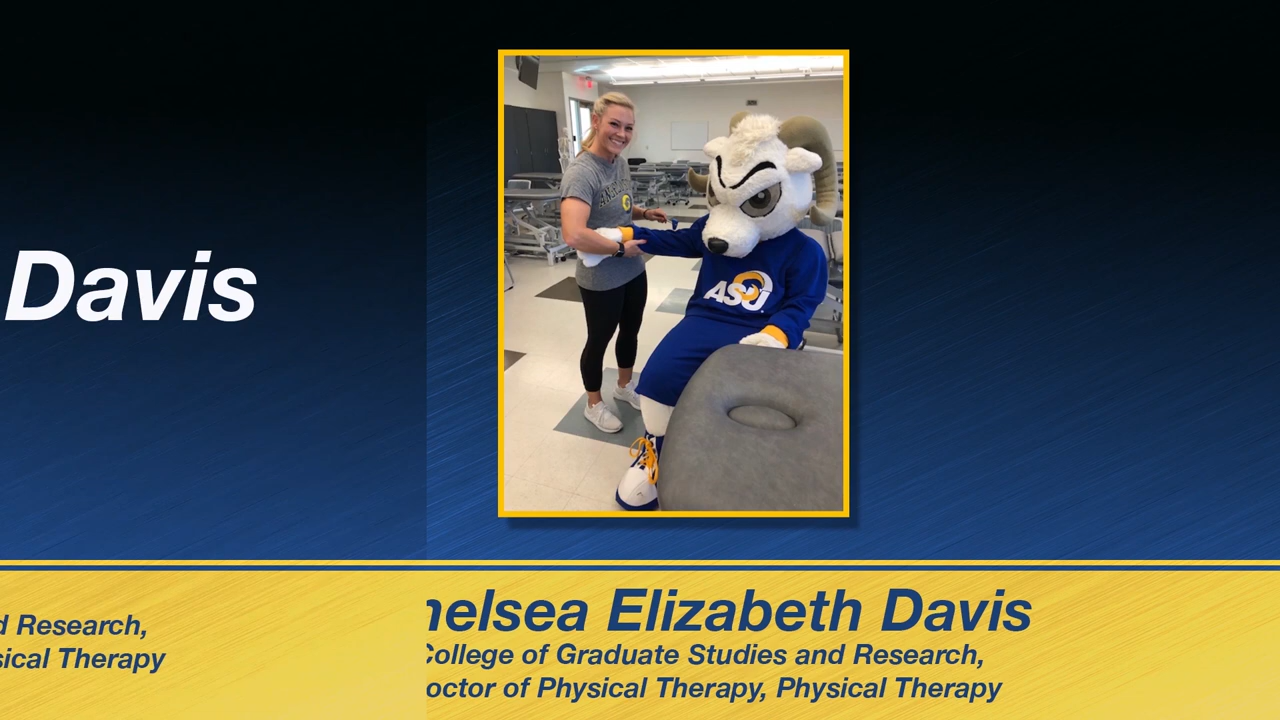 Davis
d Research,
sical Therapy
ASU
nelsea Elizabeth Davis
College of Graduate Studies and Research,
octor of Physical Therapy, Physical Therapy